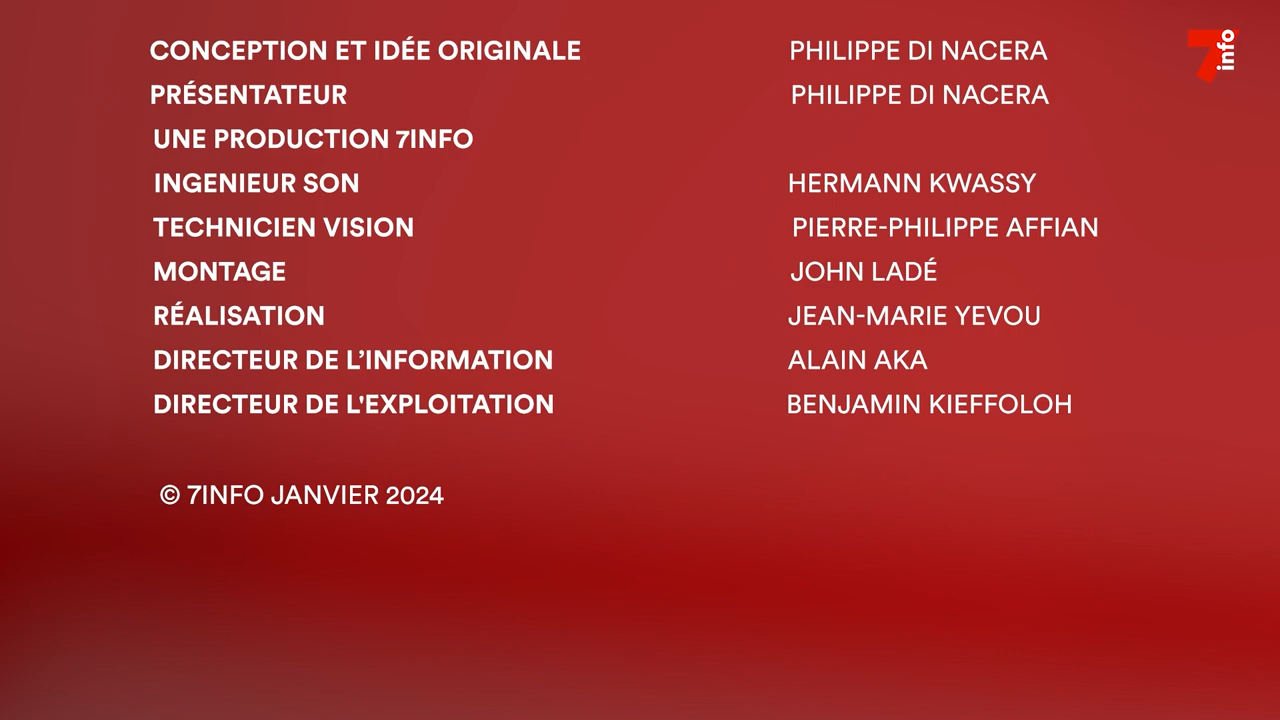 CONCEPTION ET IDÉE ORIGINALE PHILIPPE DI NACERA
PRÉSENTATEUR PHILIPPE DI NACERA
UNE PRODUCTION 7INFO
INGENIEUR SON HERMANN KWASSY
TECHNICIEN VISION PIERRE-PHILIPPE AFFIAN
MONTAGE JOHN LADÉ
RÉALISATION JEAN-MARIE YEVOU
DIRECTEUR DE L’INFORMATION ALAIN AKA
DIRECTEUR DE L'EXPLOITATION BENJAMIN KIEFFOLOH
© 7INFO JANVIER 2024
7info